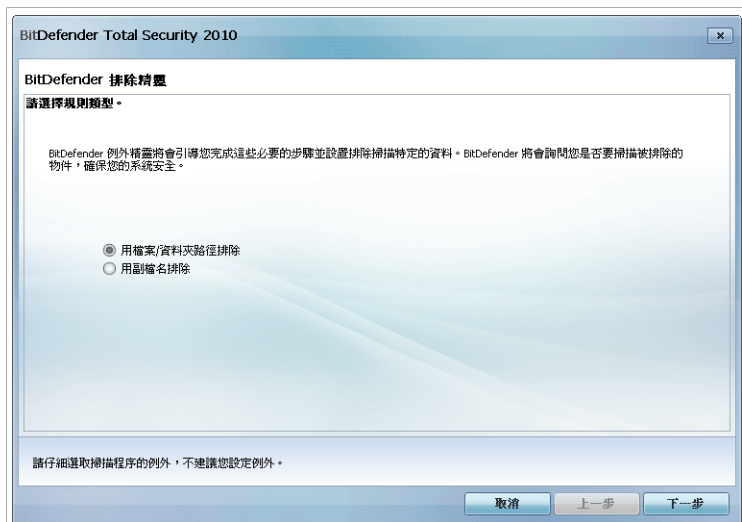 BitDefender Total Security 2010
BitDefender 排除精靈
請選擇規則類型。
BitDefender 例外精靈將會引導您完成這些必要的步驟並設置排除掃描特定的資料。BitDefender 將會詢問您是否要掃描被排除的
物件，確保您的系統安全。
用檔案/資料夾路徑排除
用副檔名排除
請仔細選取掃描程序的例外，不建議您設定例外。
取消
上一步
下一步